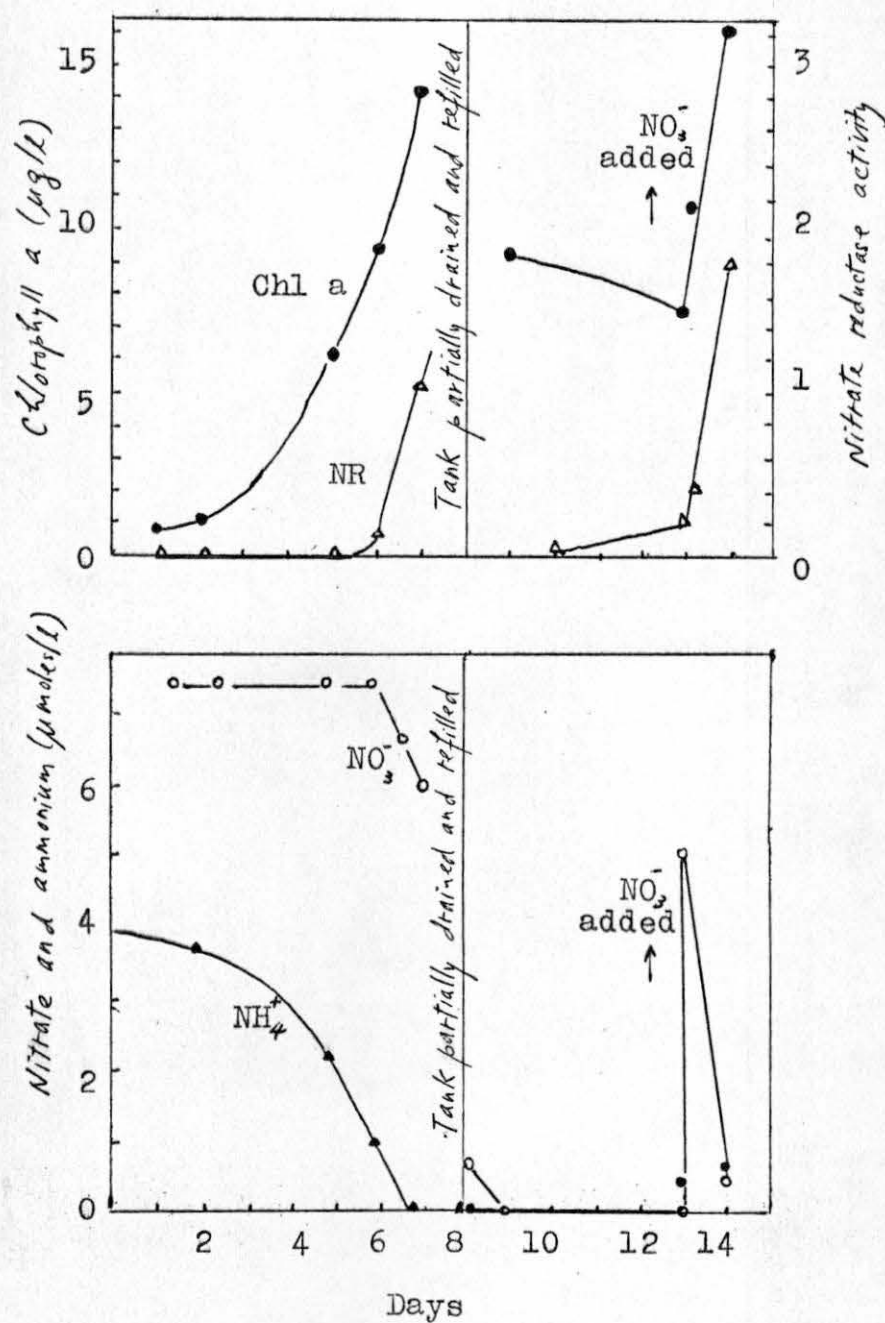 Chlorophyll a (µg/l)
15
10
5
0
Chl a
NR
Tank partially drained and refilled
NO₃⁻
added
3
2
1
0
Nitrate reductase activity
Nitrate and ammonium (µmoles/l)
6
4
2
0
NO₃⁻
NH₄⁺
Tank partially drained and refilled
NO₃⁻
added
2
4
6
8
10
12
14
Days